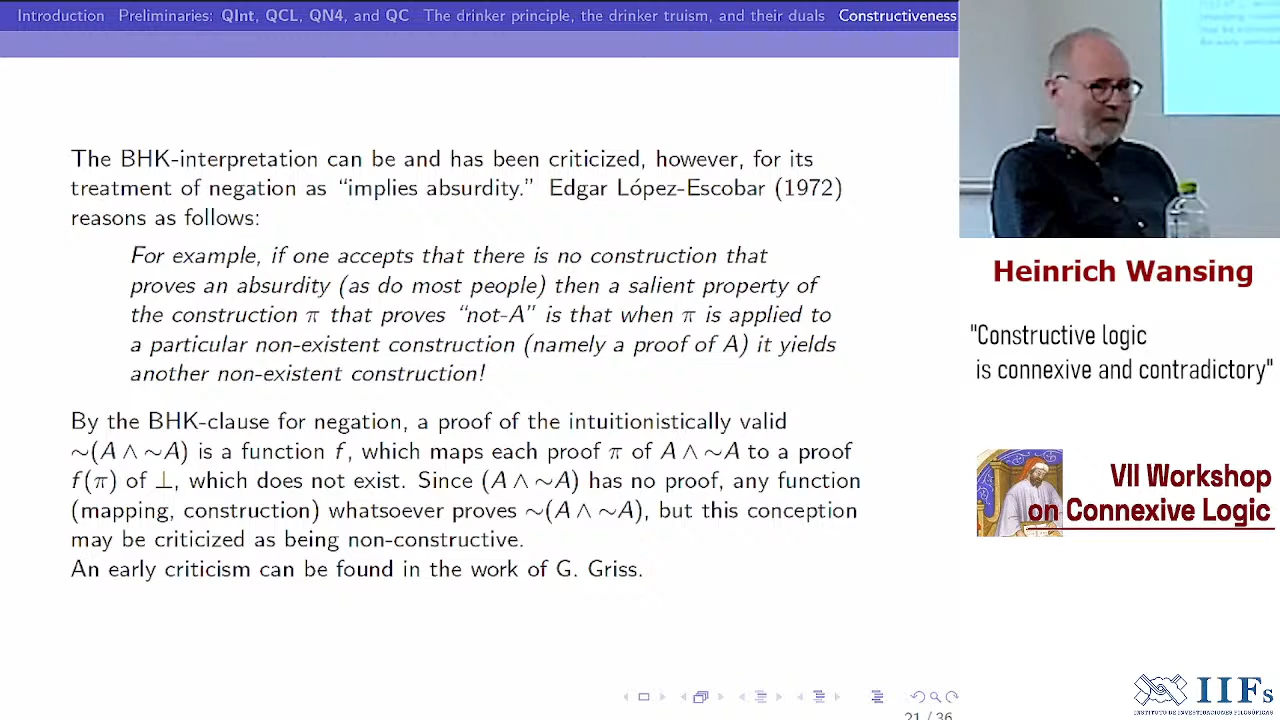 Introduction Preliminaries: QInt, QCL, QN4, and QC The drinker principle, the drinker truism, and their duals Constructiveness
The BHK-interpretation can be and has been criticized, however, for its
treatment of negation as “implies absurdity.” Edgar López-Escobar (1972)
reasons as follows:
For example, if one accepts that there is no construction that
proves an absurdity (as do most people) then a salient property of
the construction π that proves “not-A” is that when π is applied to
a particular non-existent construction (namely a proof of A) it yields
another non-existent construction!
By the BHK-clause for negation, a proof of the intuitionistically valid
∼(A ∧ ∼A) is a function f, which maps each proof π of A ∧ ∼A to a proof
f(π) of ⊥, which does not exist. Since (A ∧ ∼A) has no proof, any function
(mapping, construction) whatsoever proves ∼(A ∧ ∼A), but this conception
may be criticized as being non-constructive.
An early criticism can be found in the work of G. Griss.
21 / 36
Heinrich Wansing
"Constructive logic
is connexive and contradictory"
VII Workshop
on Connexive Logic
IIFs
INSTITUTO DE INVESTIGACIONES FILOSÓFICAS